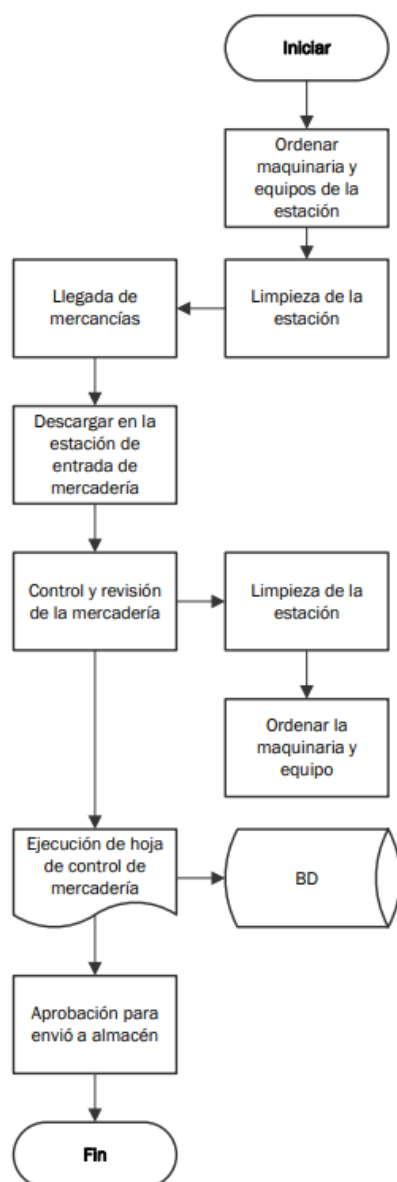 Iniciar
Ordenar
maquinaria y
equipos de la
estación
Limpieza de la
estación
Llegada de
mercancías
Descargar en la
estación de
entrada de
mercadería
Control y revisión
de la mercadería
Limpieza de la
estación
Ordenar la
maquinaria y
equipo
Ejecución de hoja
de control de
mercadería
BD
Aprobación para
envió a almacén
Fin